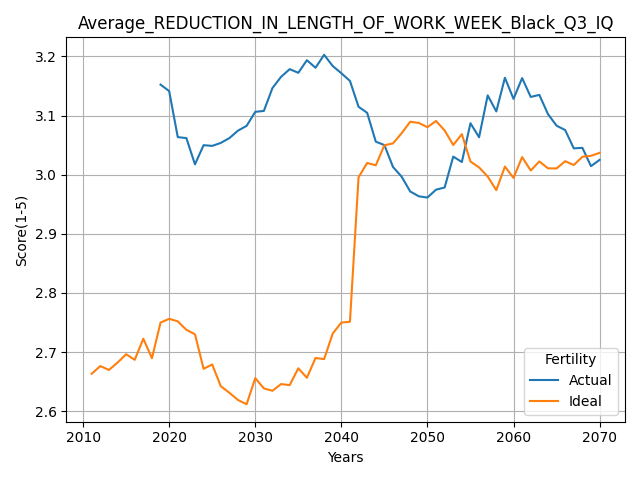 Average_REDUCTION_IN_LENGTH_OF_WORK_WEEK_Black_Q3_IQ
3.2
3.1
3.0
2.9
2.8
2.7
2.6
Score(1-5)
2010 2020 2030 2040 2050 2060 2070
Years
Fertility
Actual
Ideal